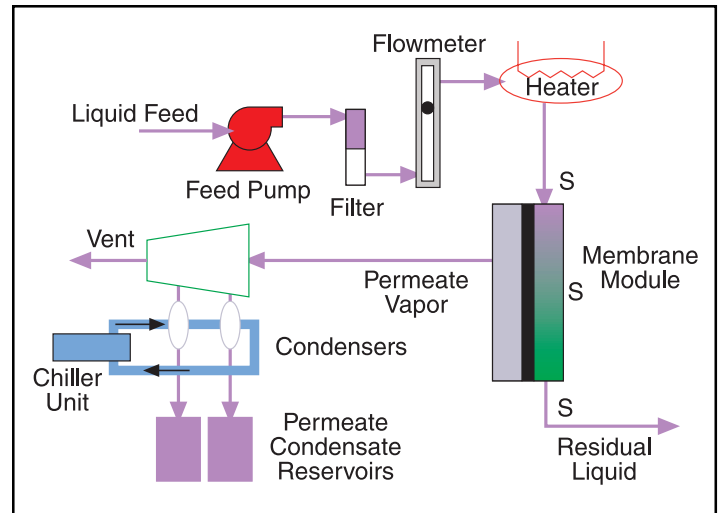 Flowmeter
Liquid Feed
Heater
Feed Pump
Filter
S
Vent
Permeate
Vapor
Membrane
Module
S
Condensers
Chiller
Unit
S
Permeate
Condensate
Reservoirs
Residual
Liquid